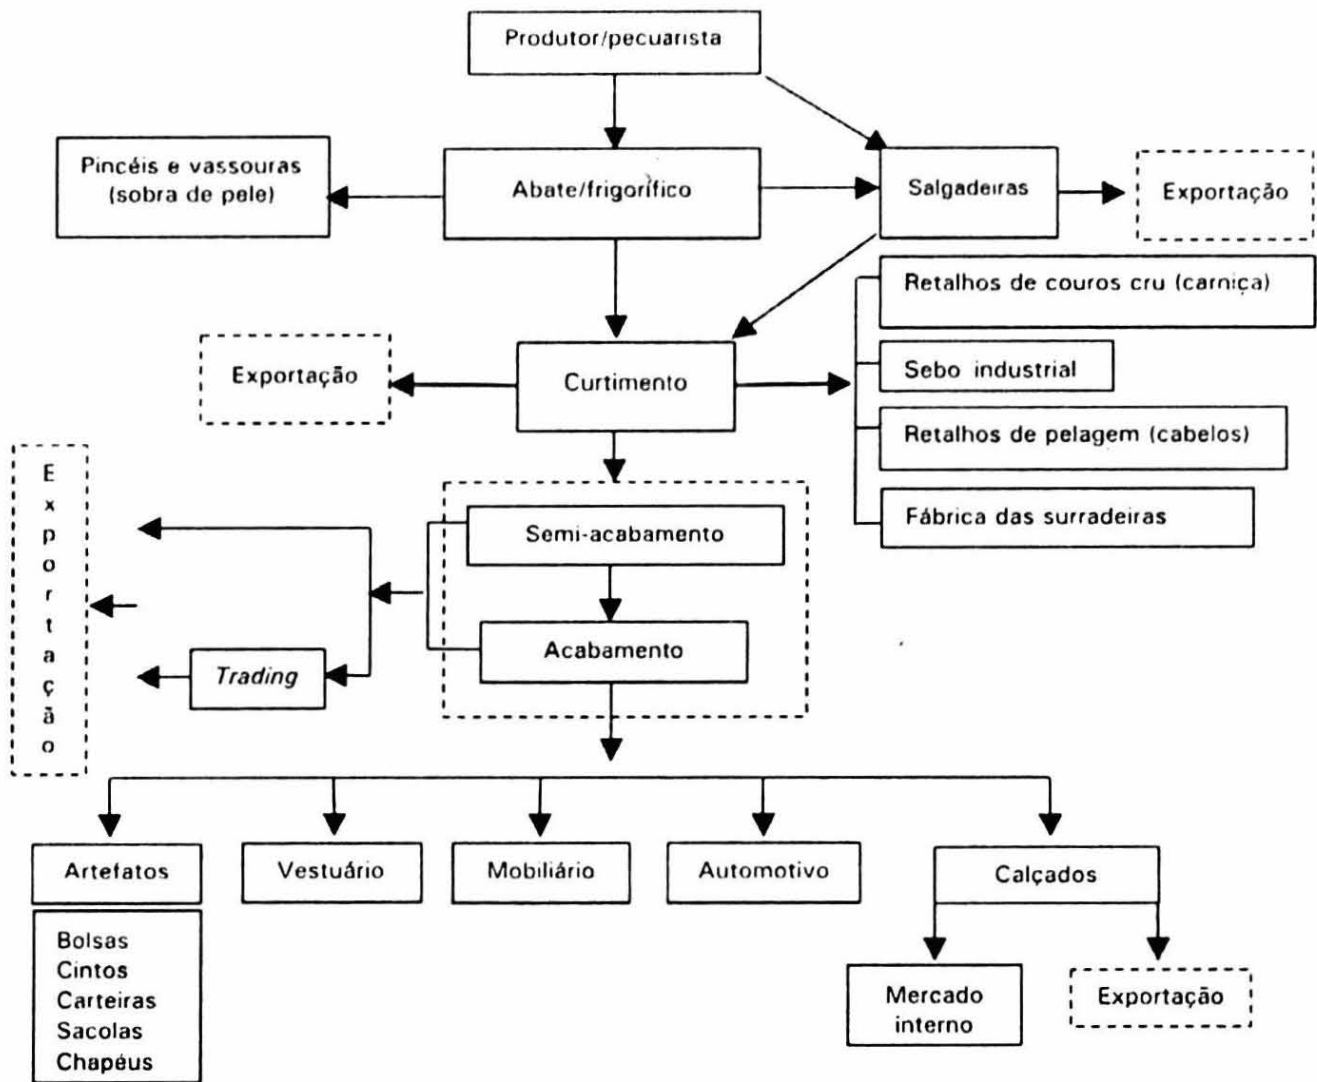 Produtor/pecuarista
Pincéis e vassouras
(sobra de pele)
Abate/frigorífico
Salgadeiras
Exportação
Retalhos de couros cru (carniça)
Exportação
Curtimento
Sebo industrial
Retalhos de pelagem (cabelos)
Fábrica das surradeiras
Exportação
Semi-acabamento
Acabamento
Trading
Artefatos
Vestuário
Mobiliário
Automotivo
Calçados
Bolsas
Cintos
Carteiras
Sacolas
Chapéus
Mercado
interno
Exportação